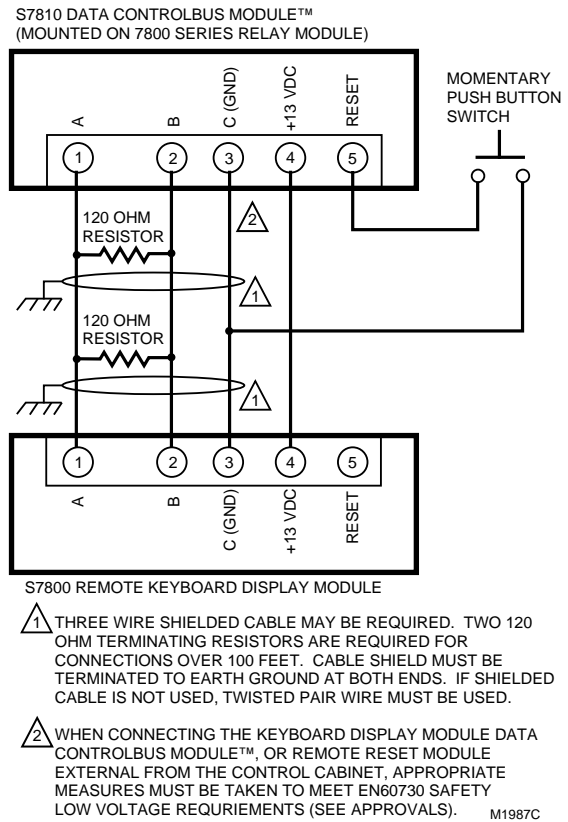 S7810 DATA CONTROLBUS MODULE™
(MOUNTED ON 7800 SERIES RELAY MODULE)
MOMENTARY
PUSH BUTTON
SWITCH
A
B
C (GND)
+13 VDC
RESET
1
2
3
4
5
120 OHM
RESISTOR
2
1
120 OHM
RESISTOR
1
1
2
3
4
5
A
B
C (GND)
+13 VDC
RESET
S7800 REMOTE KEYBOARD DISPLAY MODULE
1 THREE WIRE SHIELDED CABLE MAY BE REQUIRED. TWO 120
OHM TERMINATING RESISTORS ARE REQUIRED FOR
CONNECTIONS OVER 100 FEET. CABLE SHIELD MUST BE
TERMINATED TO EARTH GROUND AT BOTH ENDS. IF SHIELDED
CABLE IS NOT USED, TWISTED PAIR WIRE MUST BE USED.
2 WHEN CONNECTING THE KEYBOARD DISPLAY MODULE DATA
CONTROLBUS MODULE™, OR REMOTE RESET MODULE
EXTERNAL FROM THE CONTROL CABINET, APPROPRIATE
MEASURES MUST BE TAKEN TO MEET EN60730 SAFETY
LOW VOLTAGE REQURIEMENTS (SEE APPROVALS).
M1987C